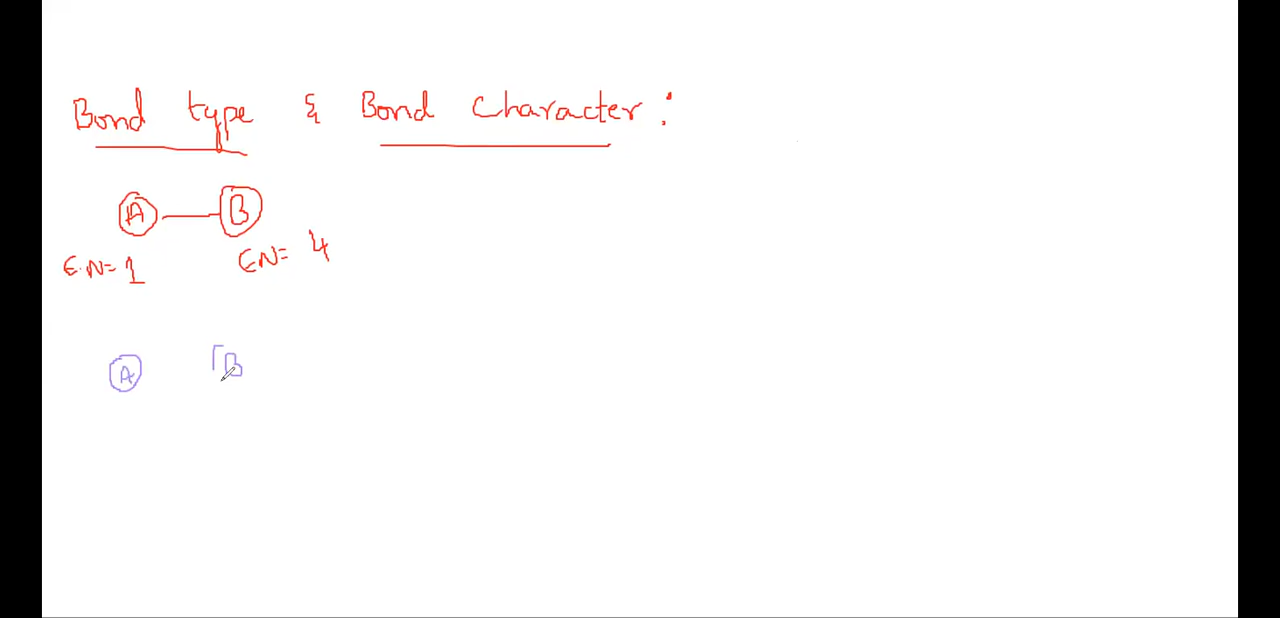 Bond type & Bond Character:
A B
E.N= 1 EN= 4
A B